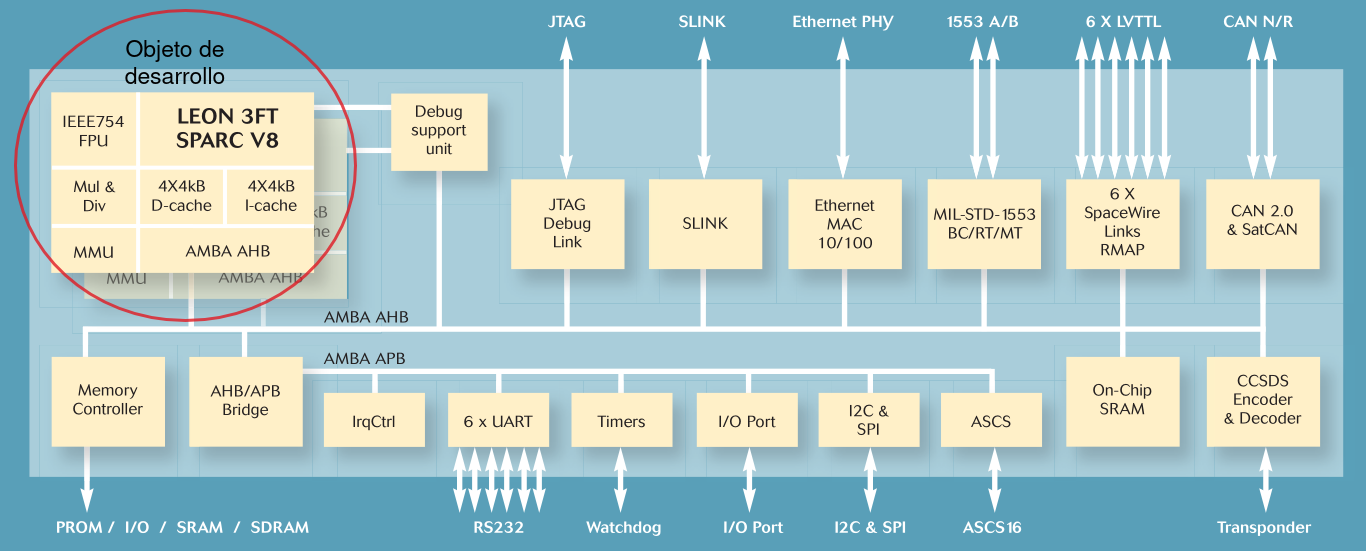 JTAG
SLINK
Ethernet PHY
1553 A/B
6 X LVTTL
CAN N/R
Objeto de
desarrollo
IEEE754
FPU
LEON 3FT
SPARC V8
Mul &
Div
4X4kB
D-cache
4X4kB
I-cache
MMU
AMBA AHB
kB
he
MMU
AMBA AHB
Debug
support
unit
JTAG
Debug
Link
SLINK
Ethernet
MAC
10/100
MIL-STD-1553
BC/RT/MT
6 X
SpaceWire
Links
RMAP
CAN 2.0
& SatCAN
AMBA AHB
AMBA APB
Memory
Controller
AHB/APB
Bridge
IrqCtrl
6 x UART
Timers
I/O Port
I2C &
SPI
ASCS
On-Chip
SRAM
CCSDS
Encoder
& Decoder
PROM / I/O / SRAM / SDRAM
RS232
Watchdog
I/O Port
I2C & SPI
ASCS16
Transponder